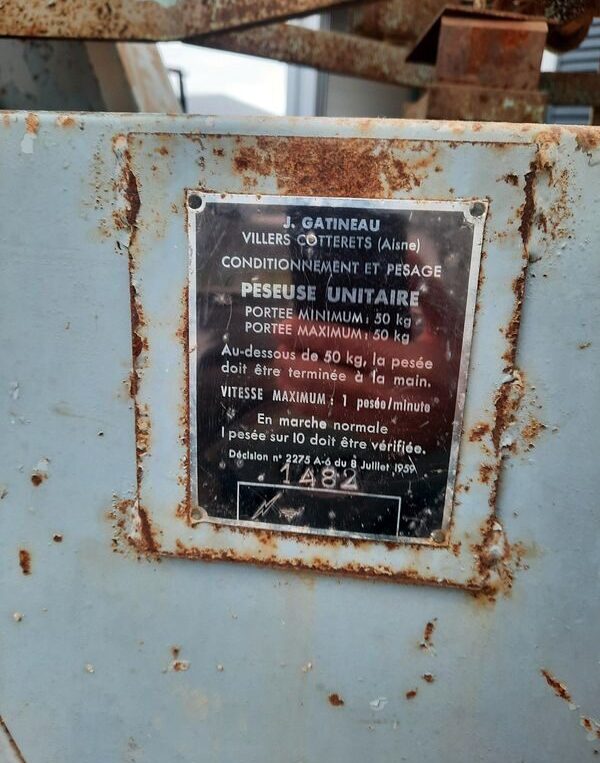 J. GATINEAU
VILLERS COTTERETS (Aisne)
CONDITIONNEMENT ET PESAGE
PESEUSE UNITAIRE
PORTEE MINIMUM : 50 kg
PORTEE MAXIMUM : 50 kg
Au-dessous de 50 kg, la pesée
doit être terminée à la main.
VITESSE MAXIMUM : 1 pesée/minute
En marche normale
1 pesée sur 10 doit être vérifiée.
Décision n° 2275 A-6 du 8 Juillet 1959
1482